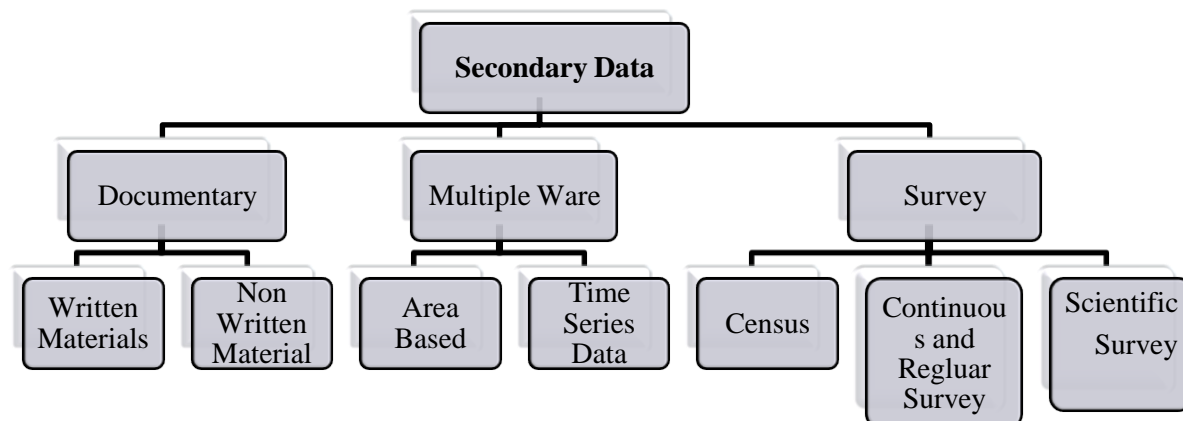 Secondary Data
Documentary
Multiple Ware
Survey
Written
Materials
Non
Written
Material
Area
Based
Time
Series
Data
Census
Continuou
s and
Regluar
Survey
Scientific
Survey